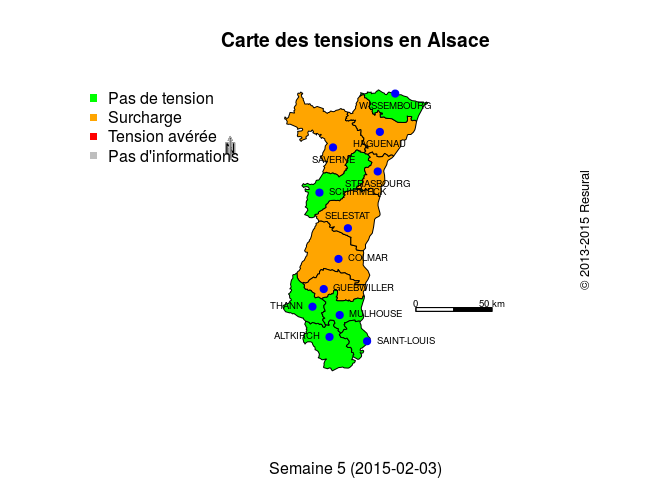 Carte des tensions en Alsace
Pas de tension
Surcharge
Tension avérée
Pas d'informations
WISSEMBOURG
HAGUENAU
SAVERNE
STRASBOURG
SCHIRMECK
SELESTAT
COLMAR
GUEBWILLER
THANN
MULHOUSE
ALTKIRCH
SAINT-LOUIS
0 50 km
© 2013-2015 Resural
Semaine 5 (2015-02-03)